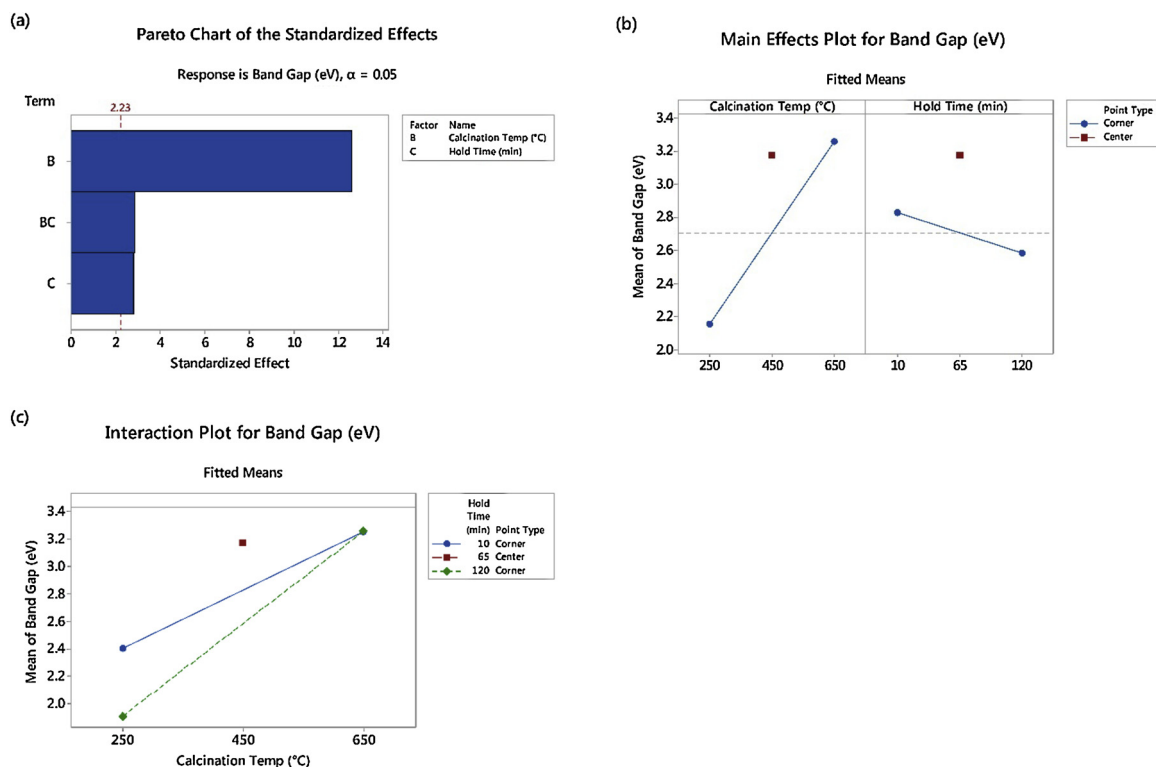 (a)
Pareto Chart of the Standardized Effects
Response is Band Gap (eV), α = 0.05
Term
2.23
B
BC
C
0 2 4 6 8 10 12 14
Standardized Effect
Factor Name
B Calcination Temp (°C)
C Hold Time (min)
(b)
Main Effects Plot for Band Gap (eV)
Fitted Means
Calcination Temp (°C) Hold Time (min)
Mean of Band Gap (eV)
3.4
3.2
3.0
2.8
2.6
2.4
2.2
2.0
250 450 650 10 65 120
Point Type
Corner
Center
(c)
Interaction Plot for Band Gap (eV)
Fitted Means
Mean of Band Gap (eV)
3.4
3.2
3.0
2.8
2.6
2.4
2.2
2.0
250 450 650
Calcination Temp (°C)
Hold
Time
(min) Point Type
10 Corner
65 Center
120 Corner